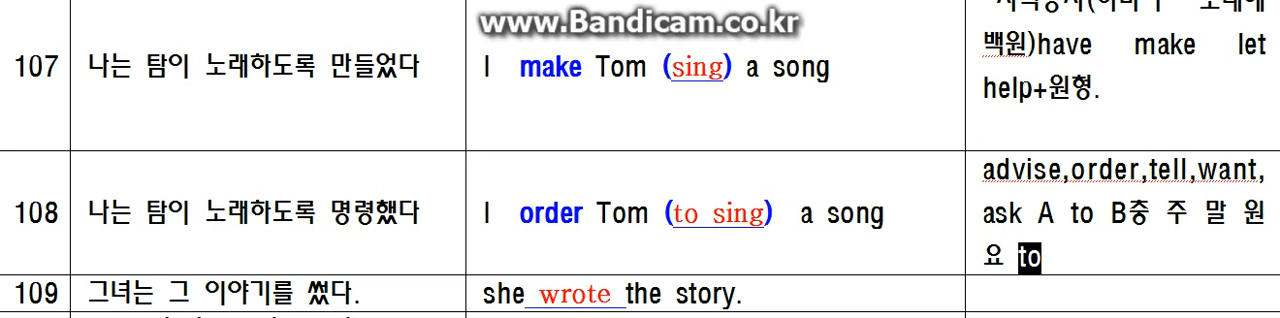 www.Bandicam.co.kr
107 나는 탐이 노래하도록 만들었다 I make Tom (sing) a song
백원)have make let
help+원형.
108 나는 탐이 노래하도록 명령했다 I order Tom (to sing) a song
advise,order,tell,want,
ask A to B충 주 말 원
요 to
109 그녀는 그 이야기를 썼다. she wrote the story.